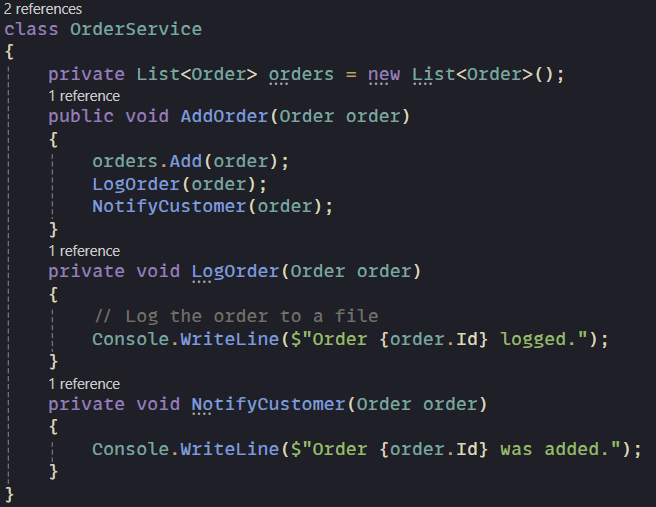 2 references
class OrderService
{
    private List<Order> orders = new List<Order>();
    1 reference
    public void AddOrder(Order order)
    {
        orders.Add(order);
        LogOrder(order);
        NotifyCustomer(order);
    }
    1 reference
    private void LogOrder(Order order)
    {
        // Log the order to a file
        Console.WriteLine($"Order {order.Id} logged.");
    }
    1 reference
    private void NotifyCustomer(Order order)
    {
        Console.WriteLine($"Order {order.Id} was added.");
    }
}